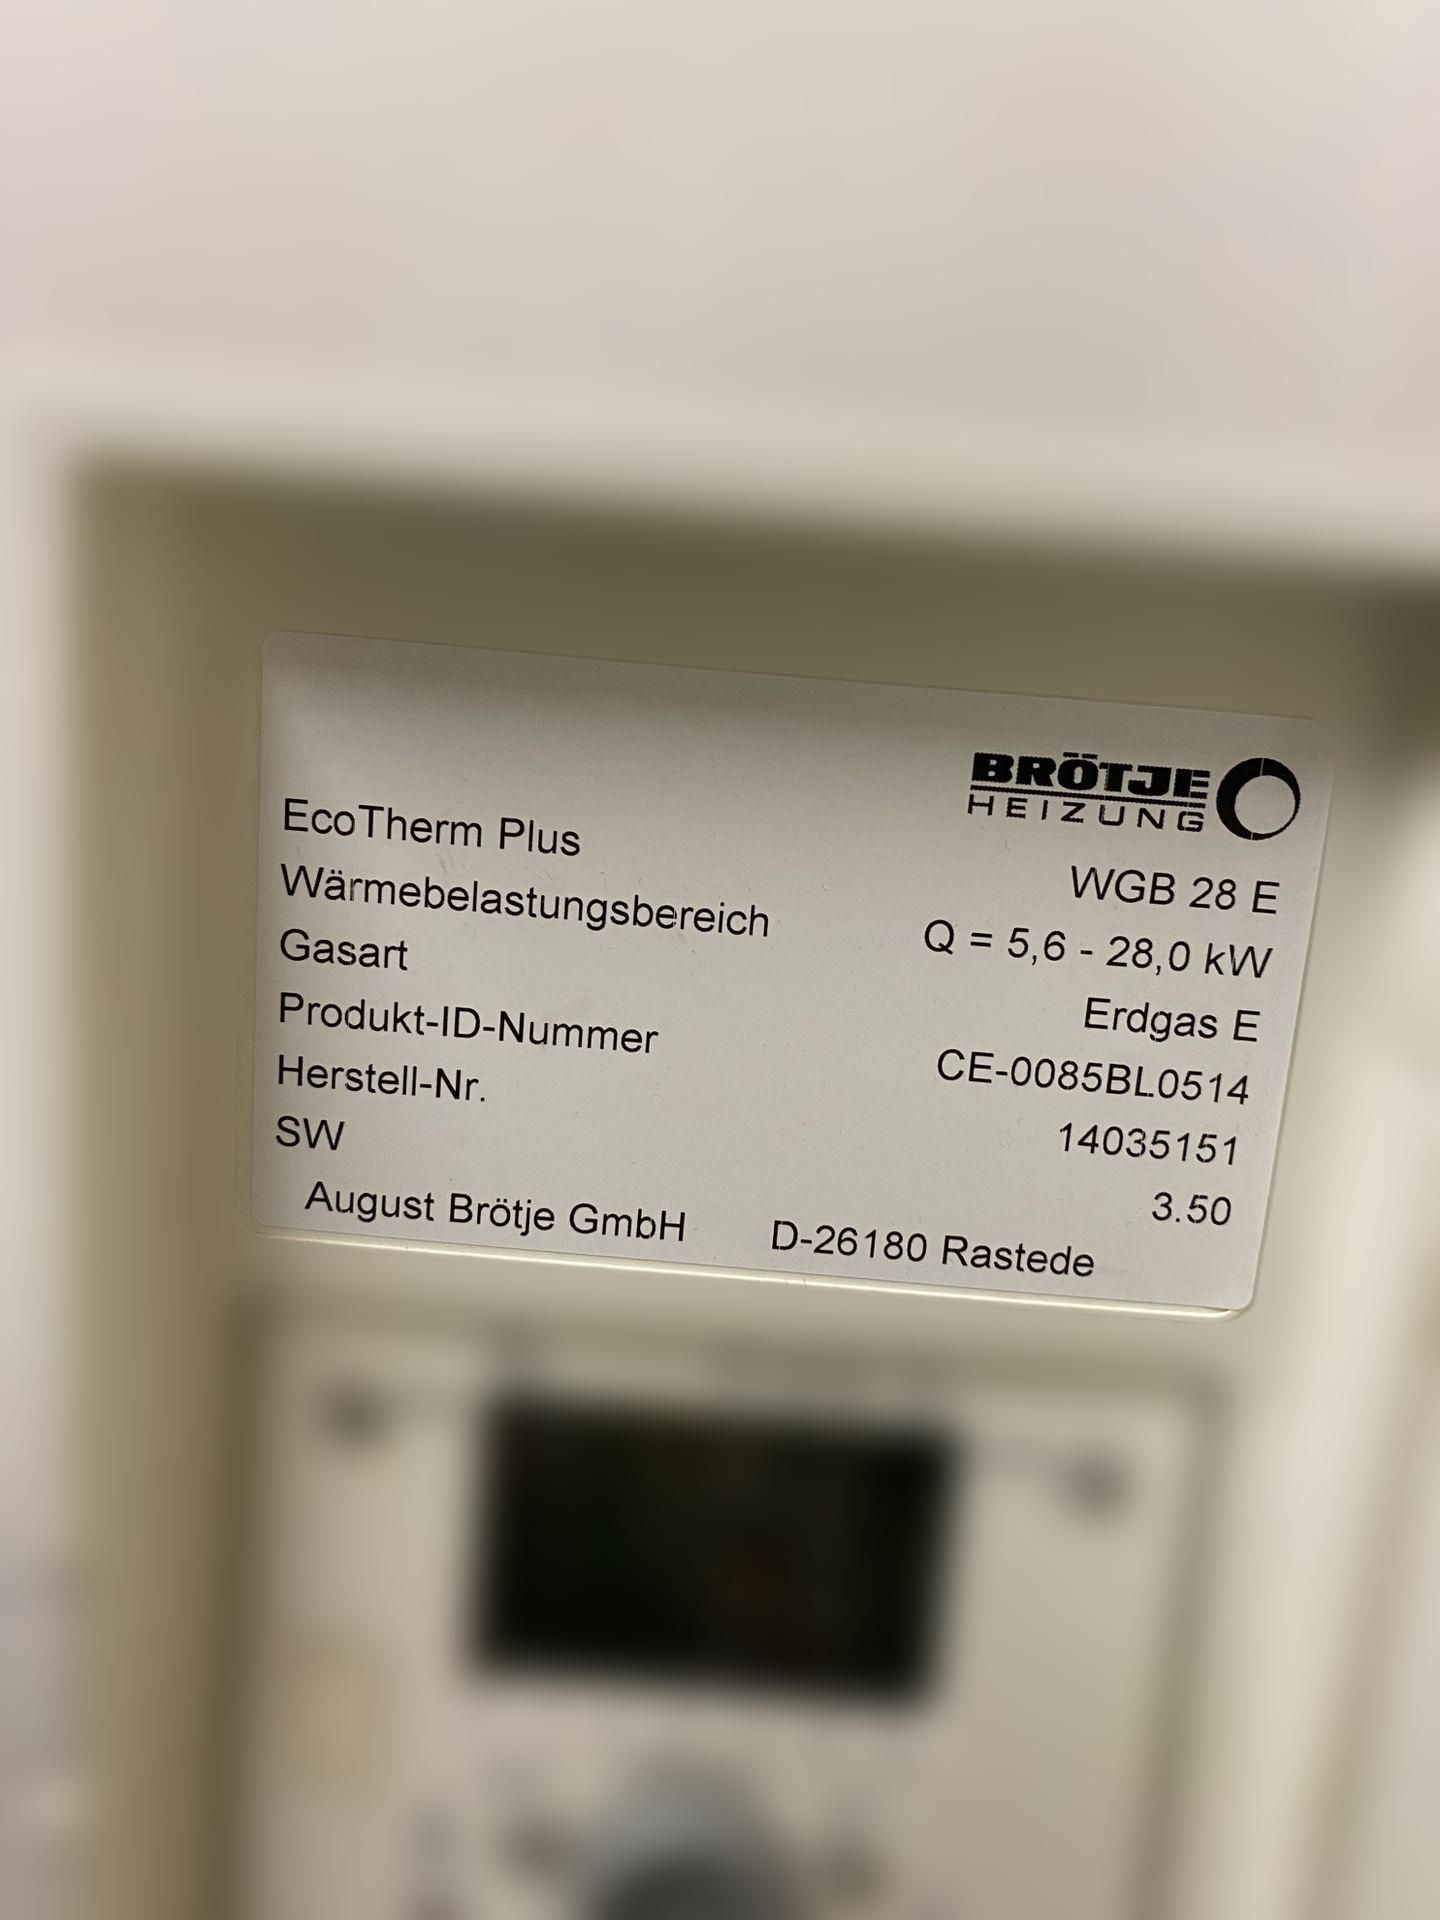 BRÖTJE
HEIZUNG
EcoTherm Plus WGB 28 E
Wärmebelastungsbereich Q = 5,6 - 28,0 kW
Gasart Erdgas E
Produkt-ID-Nummer CE-0085BL0514
Herstell-Nr. 14035151
SW 3.50
August Brötje GmbH D-26180 Rastede